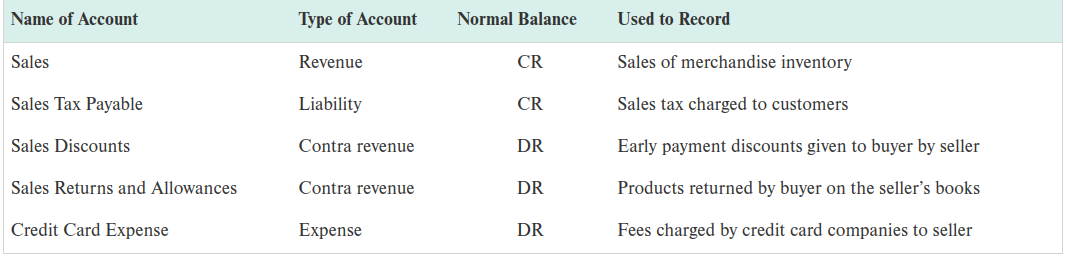 Name of Account Type of Account Normal Balance Used to Record
Sales Revenue CR Sales of merchandise inventory
Sales Tax Payable Liability CR Sales tax charged to customers
Sales Discounts Contra revenue DR Early payment discounts given to buyer by seller
Sales Returns and Allowances Contra revenue DR Products returned by buyer on the seller’s books
Credit Card Expense Expense DR Fees charged by credit card companies to seller